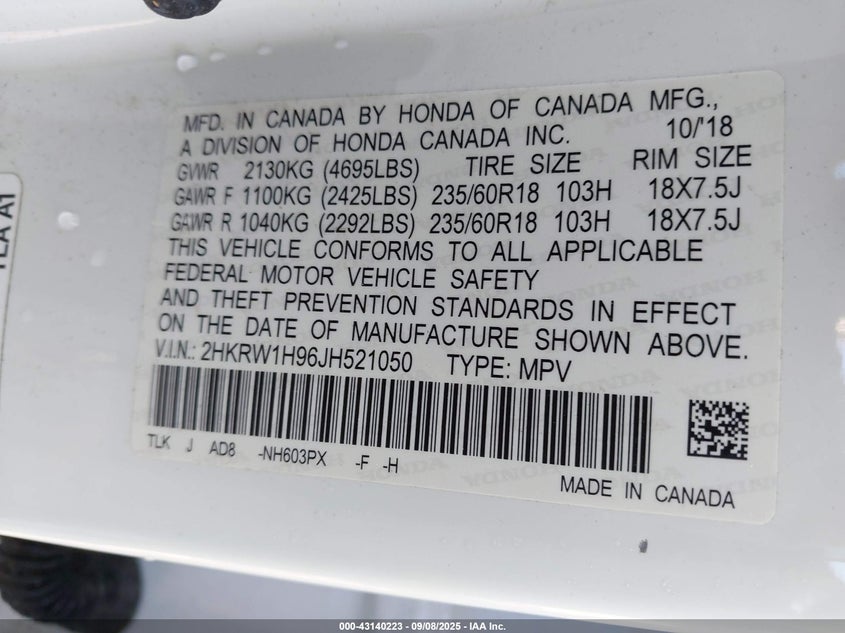 MFD. IN CANADA BY HONDA OF CANADA MFG.,
A DIVISION OF HONDA CANADA INC. 10/'18
GVWR 2130KG (4695LBS) TIRE SIZE RIM SIZE
GAWR F 1100KG (2425LBS) 235/60R18 103H 18X7.5J
GAWR R 1040KG (2292LBS) 235/60R18 103H 18X7.5J
THIS VEHICLE CONFORMS TO ALL APPLICABLE
FEDERAL MOTOR VEHICLE SAFETY
AND THEFT PREVENTION STANDARDS IN EFFECT
ON THE DATE OF MANUFACTURE SHOWN ABOVE.
V.I.N.: 2HKRW1H96JH521050 TYPE: MPV
TLK J AD8 -NH603PX -F -H
MADE IN CANADA
TLA A1
000-43140223 - 09/08/2025 - IAA Inc.